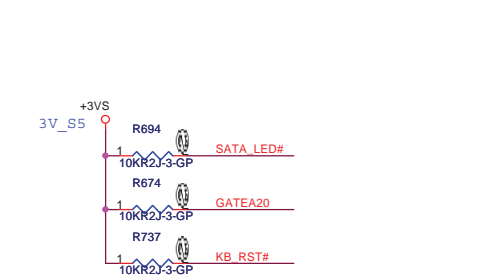 +3VS
3V_S5
R694
1
SATA_LED#
10KR2J-3-GP
R674
1
GATEA20
10KR2J-3-GP
R737
1
KB_RST#
10KR2J-3-GP